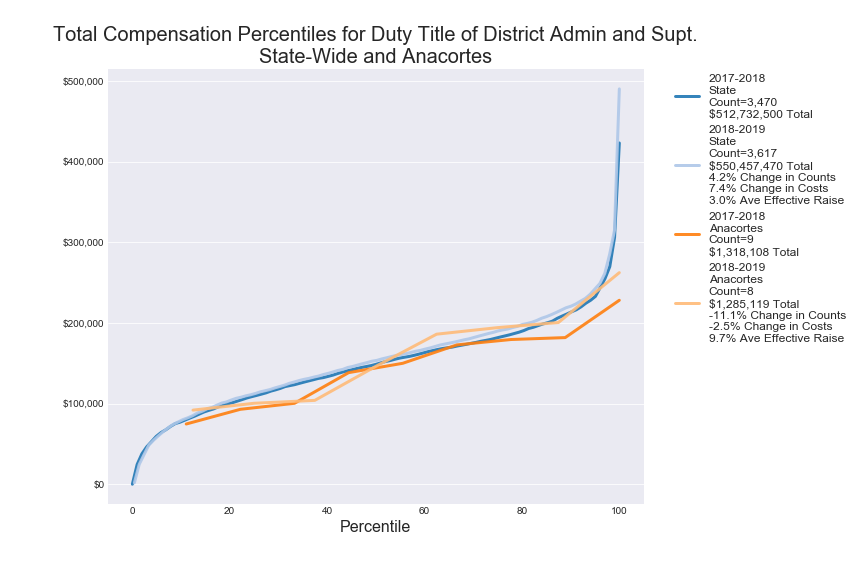 Total Compensation Percentiles for Duty Title of District Admin and Supt.
State-Wide and Anacortes
$500,000
$400,000
$300,000
$200,000
$100,000
$0
0
20
40
60
80
100
Percentile
2017-2018
State
Count=3,470
$512,732,500 Total
2018-2019
State
Count=3,617
$550,457,470 Total
4.2% Change in Counts
7.4% Change in Costs
3.0% Ave Effective Raise
2017-2018
Anacortes
Count=9
$1,318,108 Total
2018-2019
Anacortes
Count=8
$1,285,119 Total
-11.1% Change in Counts
-2.5% Change in Costs
9.7% Ave Effective Raise